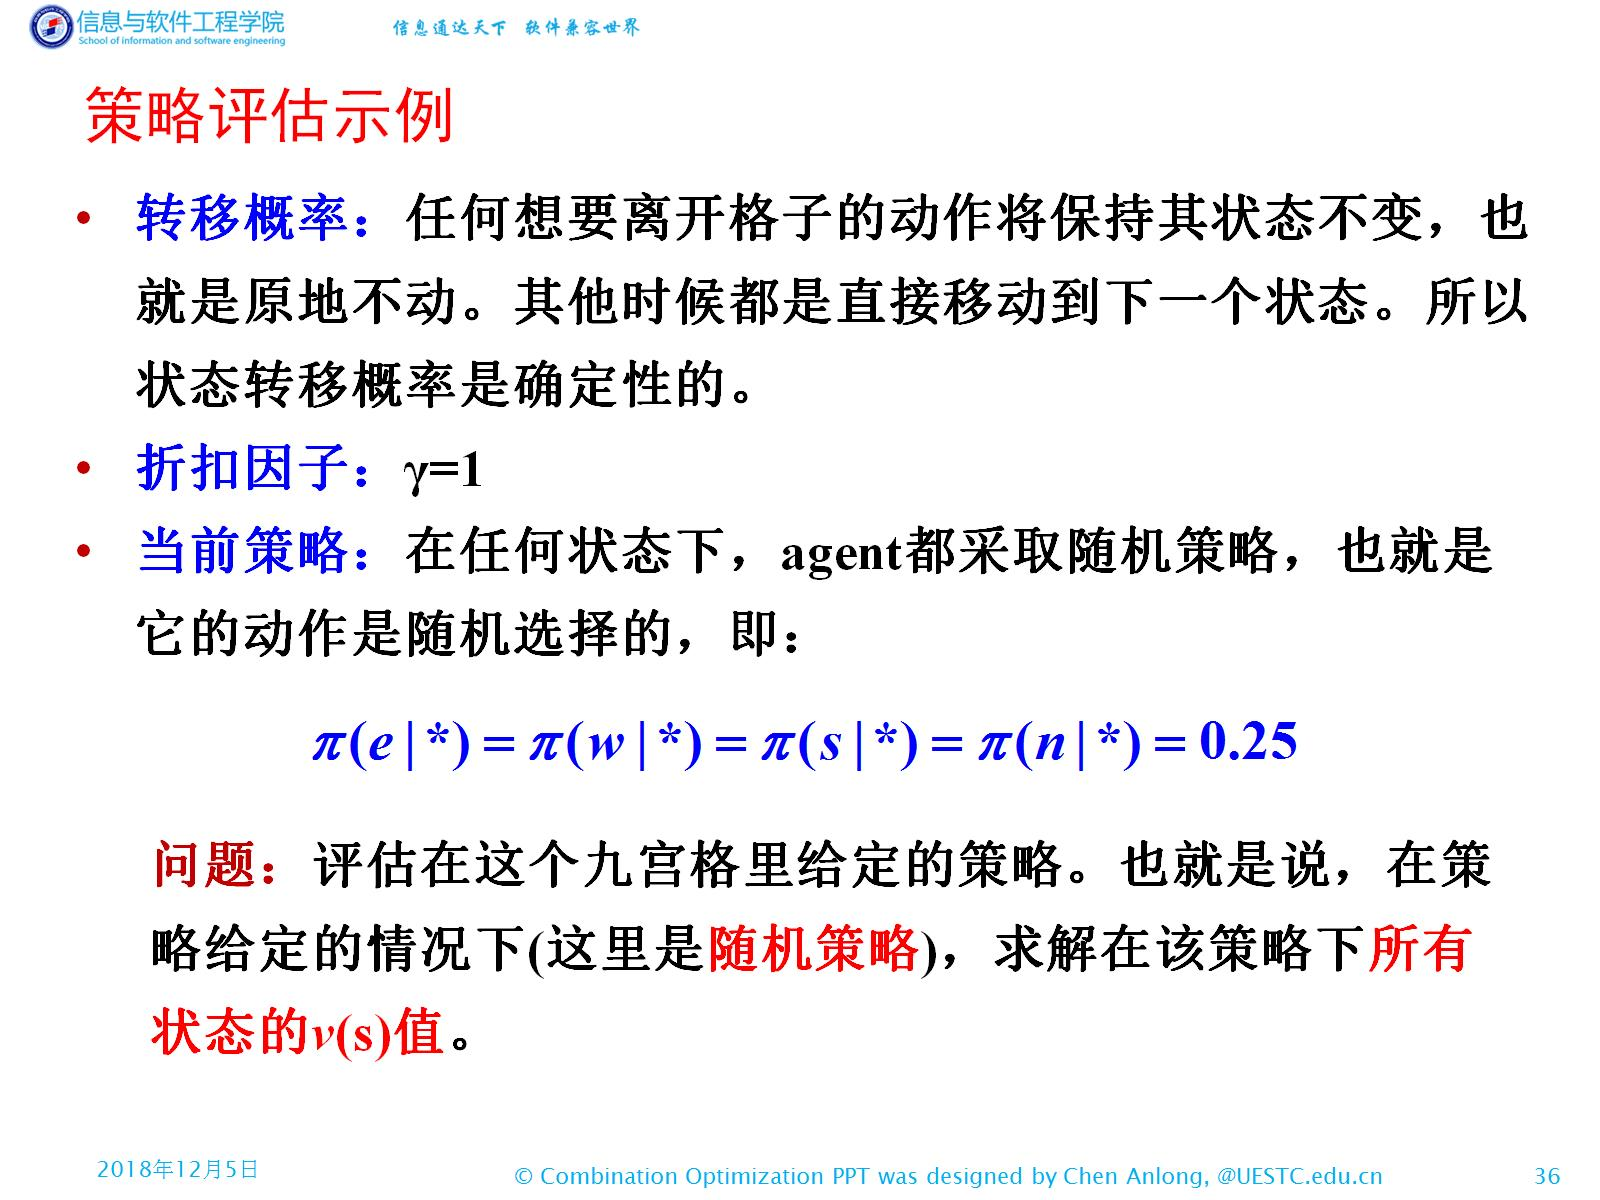 信息与软件工程学院
School of information and software engineering
信息通达天下 软件兼容世界
策略评估示例
• 转移概率：任何想要离开格子的动作将保持其状态不变，也
就是原地不动。其他时候都是直接移动到下一个状态。所以
状态转移概率是确定性的。
• 折扣因子：γ=1
• 当前策略：在任何状态下，agent都采取随机策略，也就是
它的动作是随机选择的，即：
π(e|*) = π(w|*) = π(s|*) = π(n|*) = 0.25
问题：评估在这个九宫格里给定的策略。也就是说，在策
略给定的情况下(这里是随机策略)，求解在该策略下所有
状态的v(s)值。
2018年12月5日
© Combination Optimization PPT was designed by Chen Anlong, @UESTC.edu.cn
36